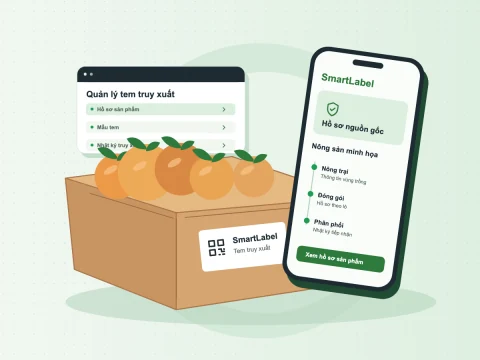 Quản lý tem truy xuất
Hồ sơ sản phẩm
Mẫu tem
Nhật ký truy
SmartLabel
Tem truy xuất
SmartLabel
Hồ sơ nguồn gốc
Nông sản minh họa
Nông trại
Thông tin vùng trồng
Đóng gói
Hồ sơ theo lô
Phân phối
Nhật ký tiếp nhận
Xem hồ sơ sản phẩm